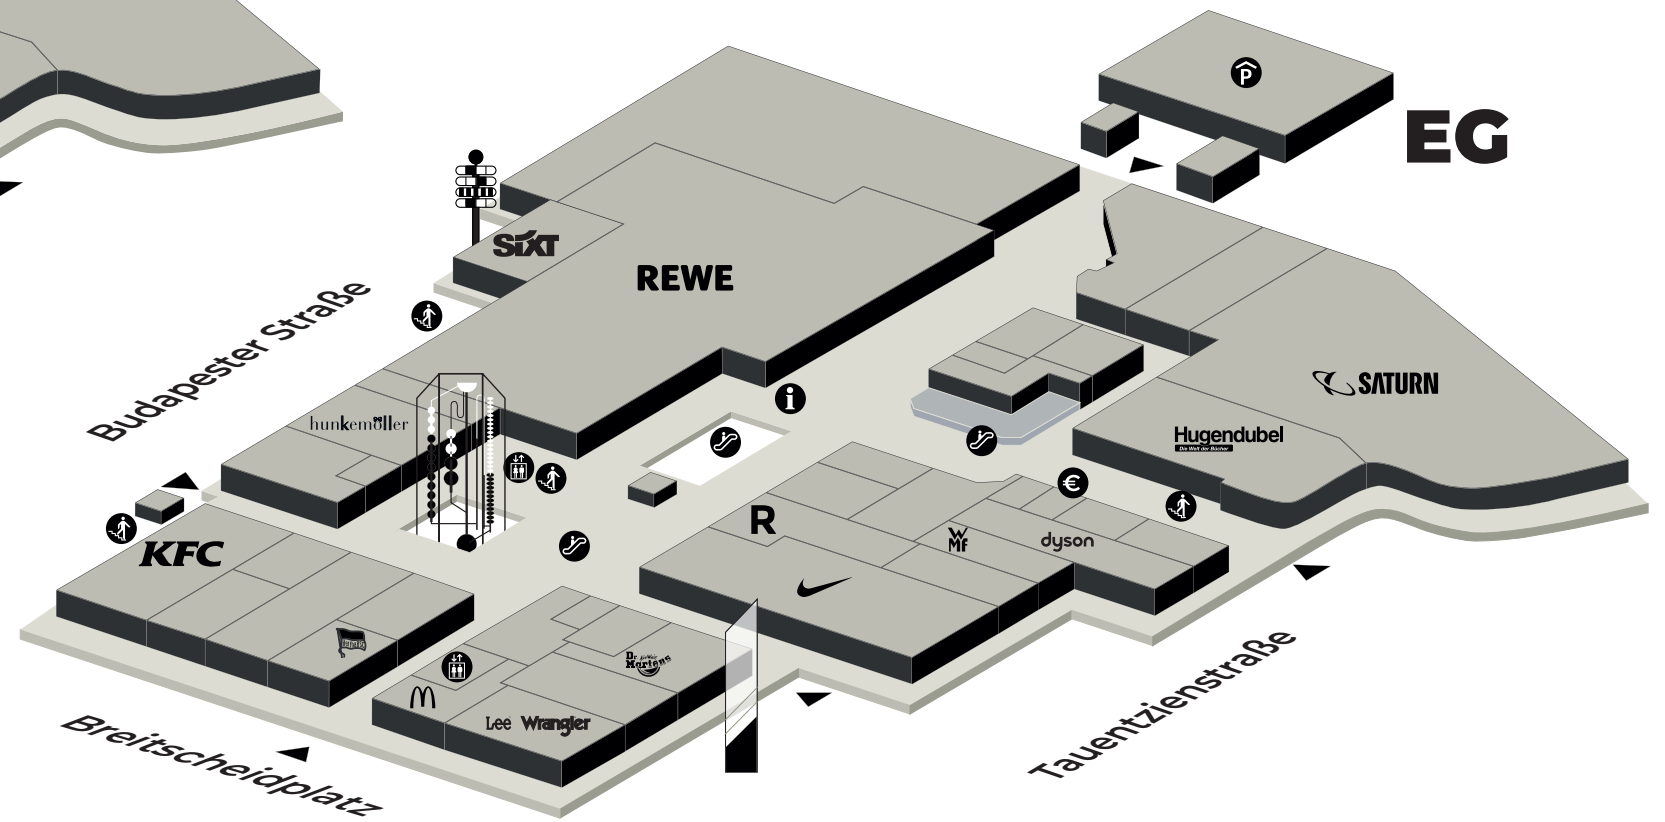 P
EG
SiXT
REWE
Budapester Straße
i
SATURN
hunkemöller
Hugendubel
Die Welt der Bücher
€
R
WMF
dyson
KFC
Dr. Martens
Lee Wrangler
Breitscheidplatz
Tauentzienstraße